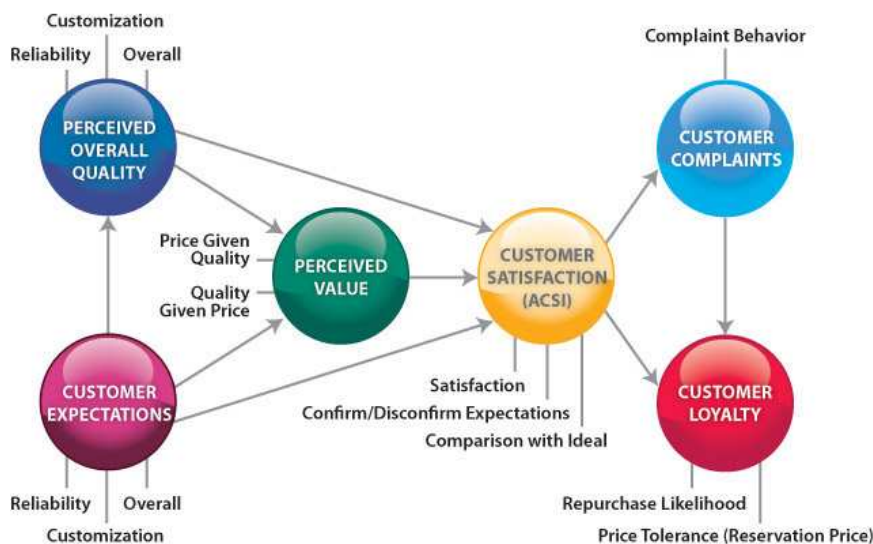 Customization
Reliability
Overall
PERCEIVED
OVERALL
QUALITY
Complaint Behavior
CUSTOMER
COMPLAINTS
Price Given
Quality
Quality
Given Price
PERCEIVED
VALUE
CUSTOMER
SATISFACTION
(ACSI)
Satisfaction
Confirm/Disconfirm Expectations
Comparison with Ideal
CUSTOMER
EXPECTATIONS
Reliability
Overall
Customization
CUSTOMER
LOYALTY
Repurchase Likelihood
Price Tolerance (Reservation Price)